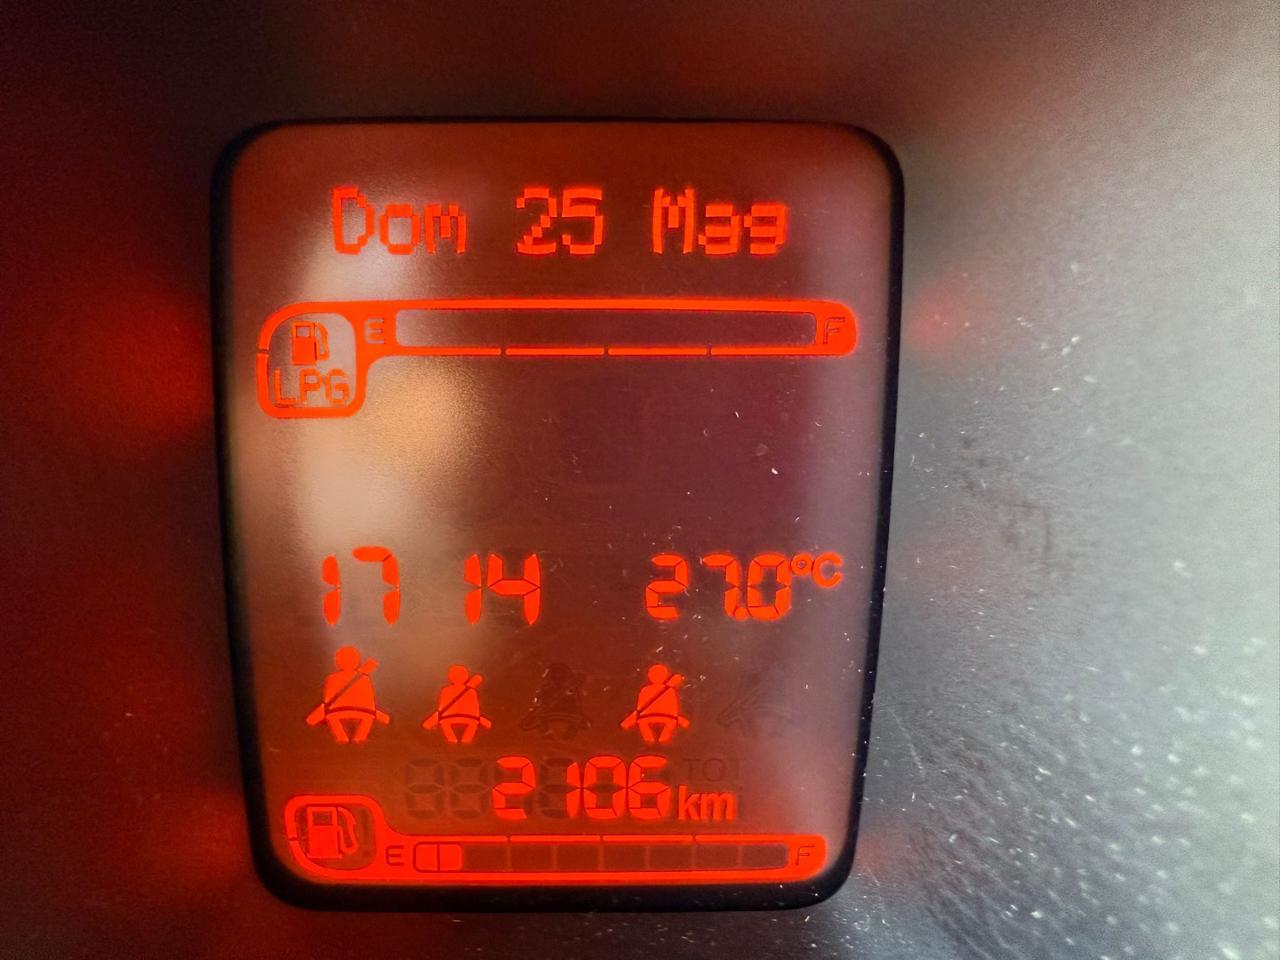 Dom 25 Mag
E F
LPG
17 14 27.0°C
2106 km
TOT
E F